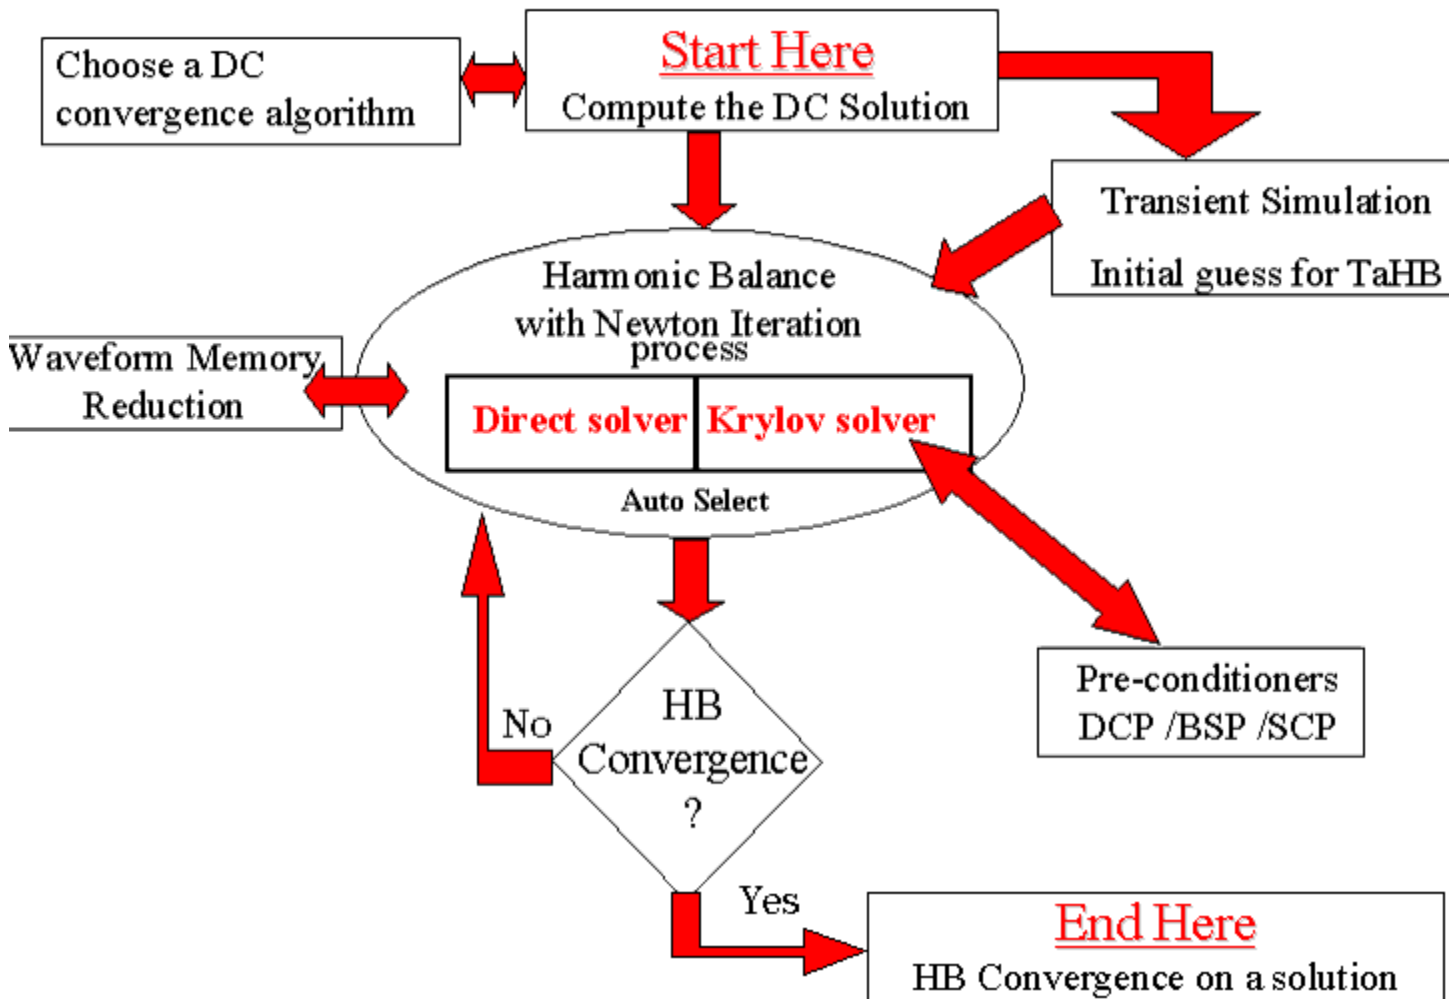 Start Here
Compute the DC Solution
Choose a DC
convergence algorithm
Transient Simulation
Initial guess for TaHB
Harmonic Balance
with Newton Iteration
process
Direct solver
Krylov solver
Auto Select
Waveform Memory
Reduction
Pre-conditioners
DCP /BSP /SCP
HB
Convergence
?
No
Yes
End Here
HB Convergence on a solution